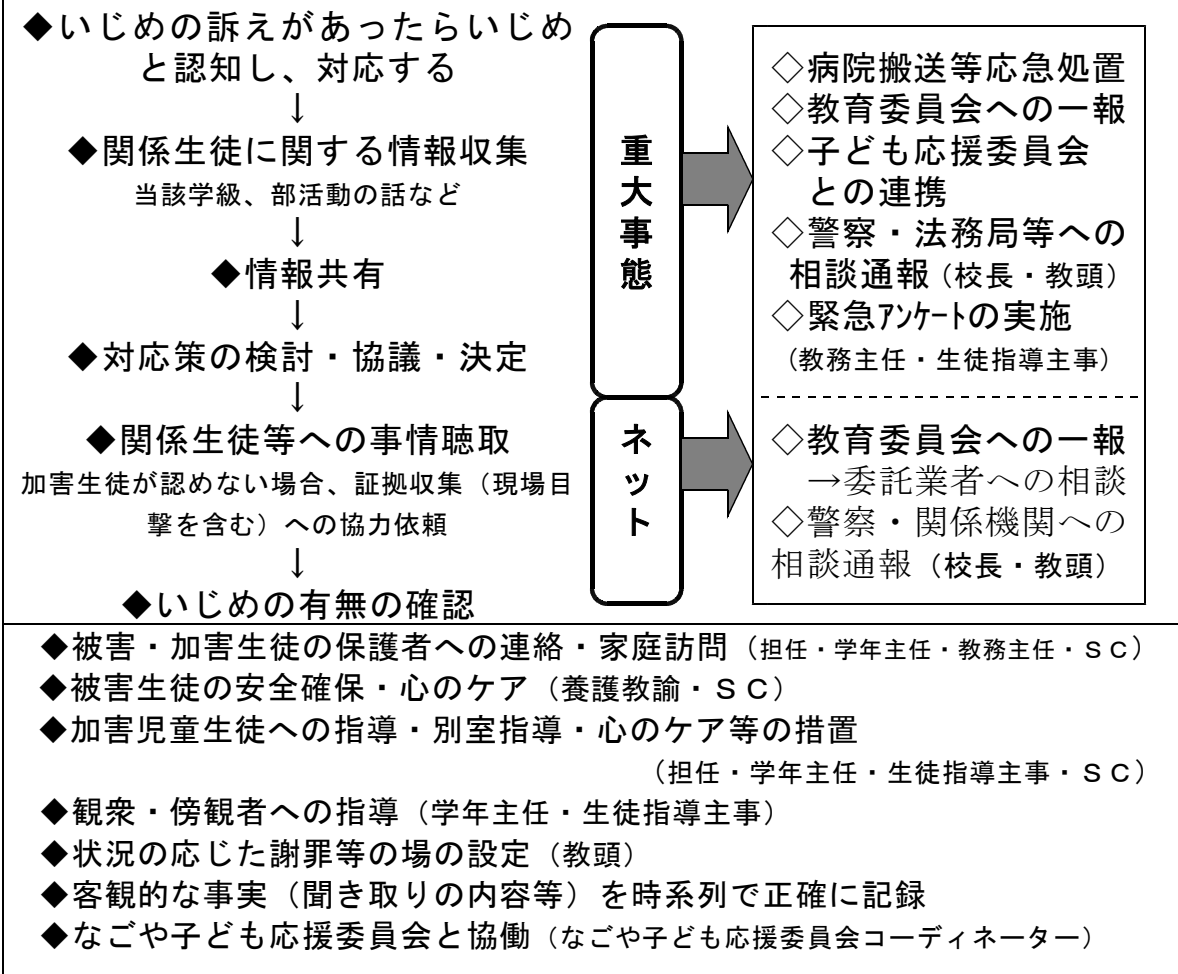 ◆いじめの訴えがあったらいじめ
と認知し、対応する
↓
◆関係生徒に関する情報収集
当該学級、部活動の話など
↓
◆情報共有
↓
◆対応策の検討・協議・決定
↓
◆関係生徒等への事情聴取
加害生徒が認めない場合、証拠収集（現場目
撃を含む）への協力依頼
↓
◆いじめの有無の確認
重大事態
◇病院搬送等応急処置
◇教育委員会への一報
◇子ども応援委員会
との連携
◇警察・法務局等への
相談通報（校長・教頭）
◇緊急ｱﾝｹｰﾄの実施
（教務主任・生徒指導主事）
ネット
◇教育委員会への一報
→委託業者への相談
◇警察・関係機関への
相談通報（校長・教頭）
◆被害・加害生徒の保護者への連絡・家庭訪問（担任・学年主任・教務主任・ＳＣ）
◆被害生徒の安全確保・心のケア（養護教諭・ＳＣ）
◆加害児童生徒への指導・別室指導・心のケア等の措置
（担任・学年主任・生徒指導主事・ＳＣ）
◆観衆・傍観者への指導（学年主任・生徒指導主事）
◆状況の応じた謝罪等の場の設定（教頭）
◆客観的な事実（聞き取りの内容等）を時系列で正確に記録
◆なごや子ども応援委員会と協働（なごや子ども応援委員会コーディネーター）